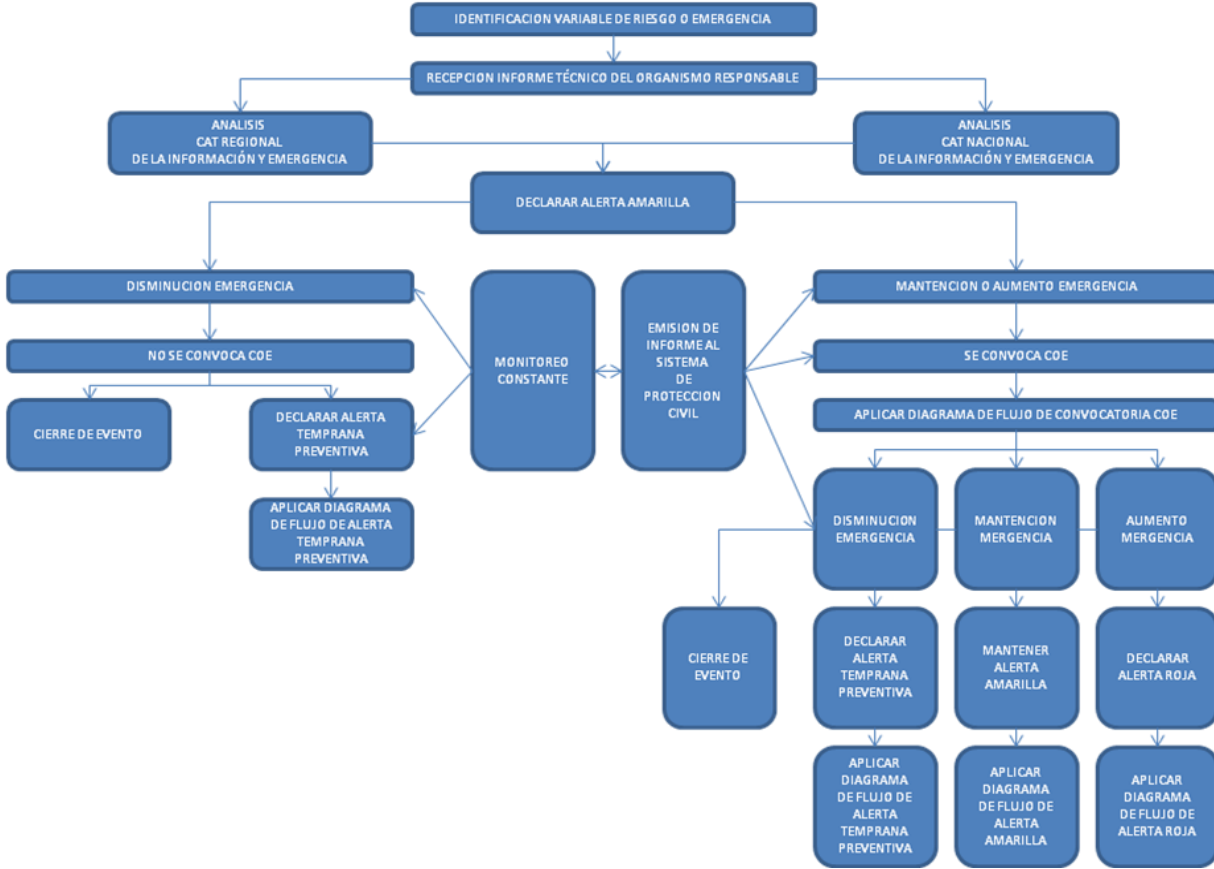 IDENTIFICACION VARIABLE DE RIESGO O EMERGENCIA
RECEPCION INFORME TÉCNICO DEL ORGANISMO RESPONSABLE
ANALISIS
CAT REGIONAL
DE LA INFORMACIÓN Y EMERGENCIA
ANALISIS
CAT NACIONAL
DE LA INFORMACIÓN Y EMERGENCIA
DECLARAR ALERTA AMARILLA
DISMINUCION EMERGENCIA
MANTENCION O AUMENTO EMERGENCIA
NO SE CONVOCA COE
MONITOREO
CONSTANTE
EMISION DE
INFORME AL
SISTEMA
DE
PROTECCION
CIVIL
SE CONVOCA COE
CIERRE DE EVENTO
DECLARAR ALERTA
TEMPRANA
PREVENTIVA
APLICAR DIAGRAMA DE FLUJO DE CONVOCATORIA COE
APLICAR DIAGRAMA
DE FLUJO DE ALERTA
TEMPRANA
PREVENTIVA
DISMINUCION
EMERGENCIA
MANTENCION
MERGENCIA
AUMENTO
MERGENCIA
CIERRE DE
EVENTO
DECLARAR
ALERTA
TEMPRANA
PREVENTIVA
MANTENER
ALERTA
AMARILLA
DECLARAR
ALERTA ROJA
APLICAR
DIAGRAMA
DE FLUJO DE
ALERTA
TEMPRANA
PREVENTIVA
APLICAR
DIAGRAMA
DE FLUJO DE
ALERTA
AMARILLA
APLICAR
DIAGRAMA
DE FLUJO DE
ALERTA ROJA